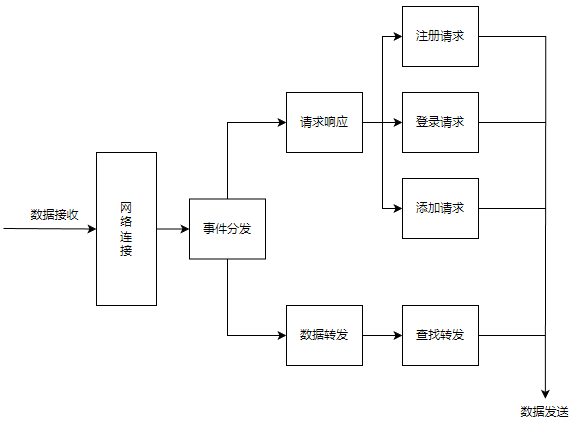 注册请求
请求响应
登录请求
数据接收
网
络
连
接
事件分发
添加请求
数据转发
查找转发
数据发送